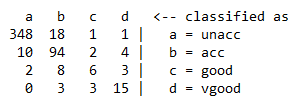 a b c d <-- classified as
348 18 1 1 | a = unacc
10 94 2 4 | b = acc
2 8 6 3 | c = good
0 3 3 15 | d = vgood